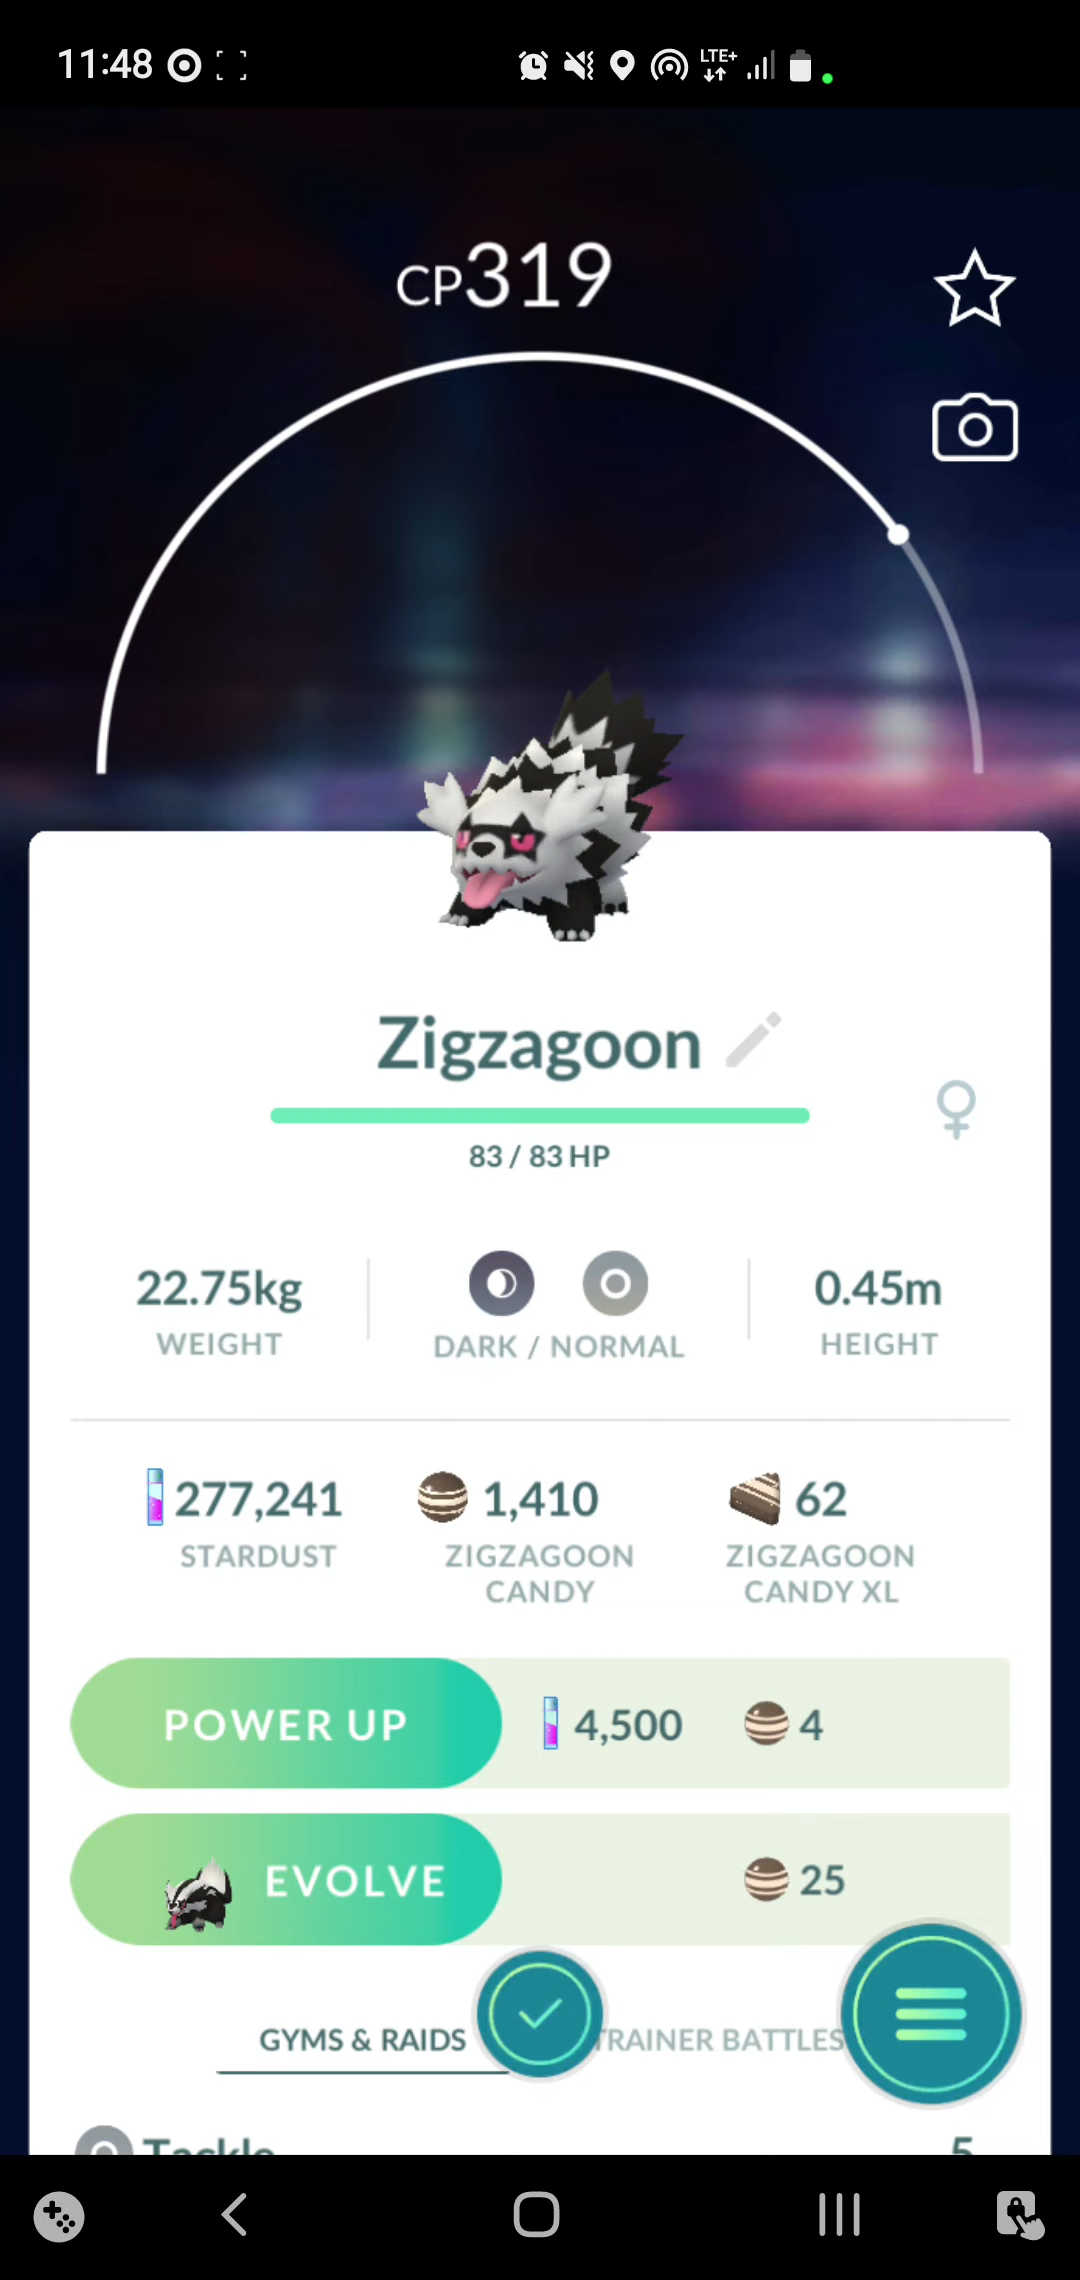 11:48
LTE+
CP319
Zigzagoon
83 / 83 HP
22.75kg
WEIGHT
DARK / NORMAL
0.45m
HEIGHT
277,241
STARDUST
1,410
ZIGZAGOON
CANDY
62
ZIGZAGOON
CANDY XL
POWER UP
4,500
4
EVOLVE
25
GYMS & RAIDS
TRAINER BATTLES
Tackle
5